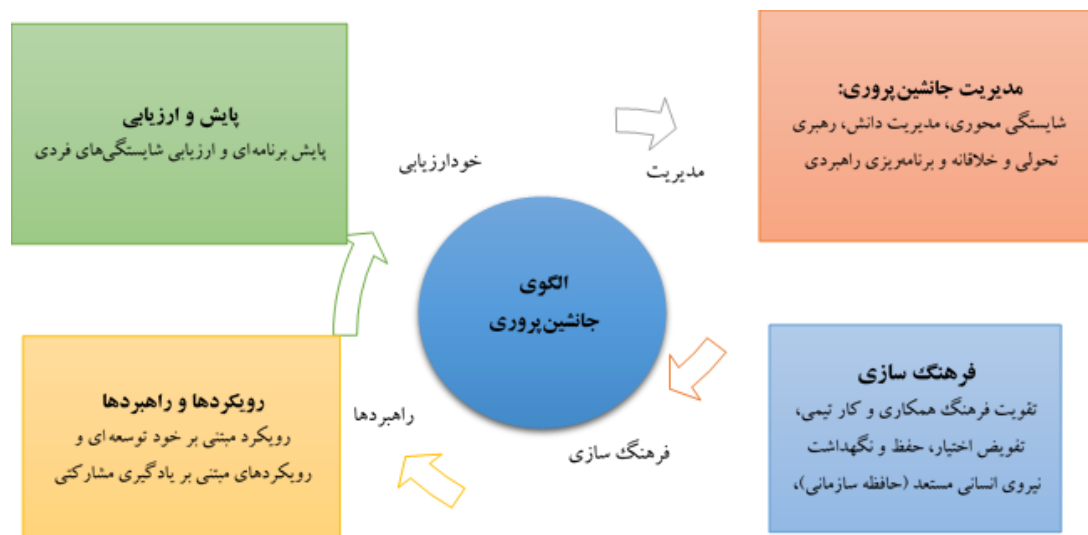 مدیریت جانشین‌پروری:
شایستگی محوری، مدیریت دانش، رهبری
تحولی و خلاقانه و برنامه‌ریزی راهبردی
پایش و ارزیابی
پایش برنامه‌ای و ارزیابی شایستگی‌های فردی
مدیریت
خودارزیابی
الگوی
جانشین‌پروری
فرهنگ سازی
تقویت فرهنگ همکاری و کار تیمی،
تفویض اختیار، حفظ و نگهداشت
نیروی انسانی مستعد (حافظه سازمانی)،
رویکردها و راهبردها
رویکرد مبتنی بر خود توسعه ای و
رویکردهای مبتنی بر یادگیری مشارکتی
راهبردها
فرهنگ سازی